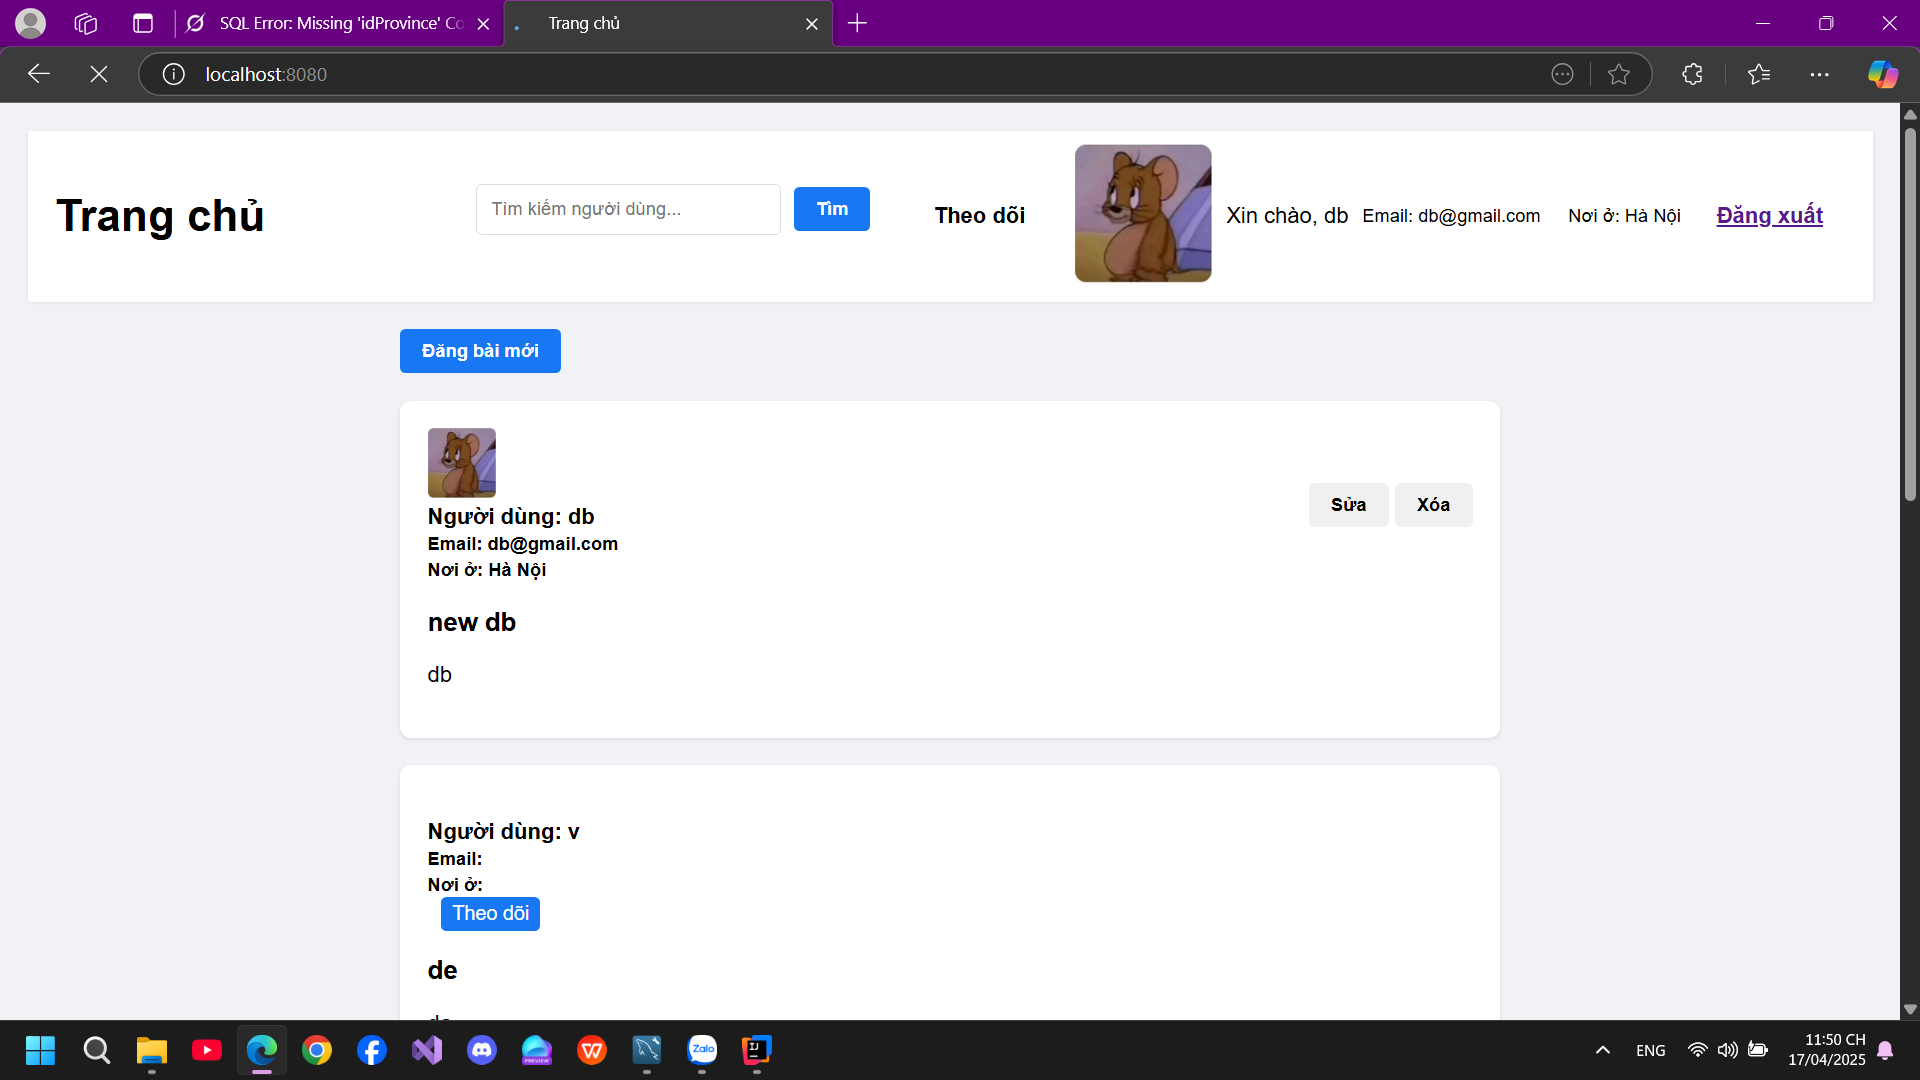 SQL Error: Missing 'idProvince' Co
Trang chủ
localhost:8080
Trang chủ
Tìm kiếm người dùng...
Tìm
Theo dõi
Xin chào, db
Email: db@gmail.com
Nơi ở: Hà Nội
Đăng xuất
Đăng bài mới
Người dùng: db
Email: db@gmail.com
Nơi ở: Hà Nội
Sửa
Xóa
new db
db
Người dùng: v
Email:
Nơi ở:
Theo dõi
de
PREVIEW
Zalo
IJ
ENG
11:50 CH
17/04/2025